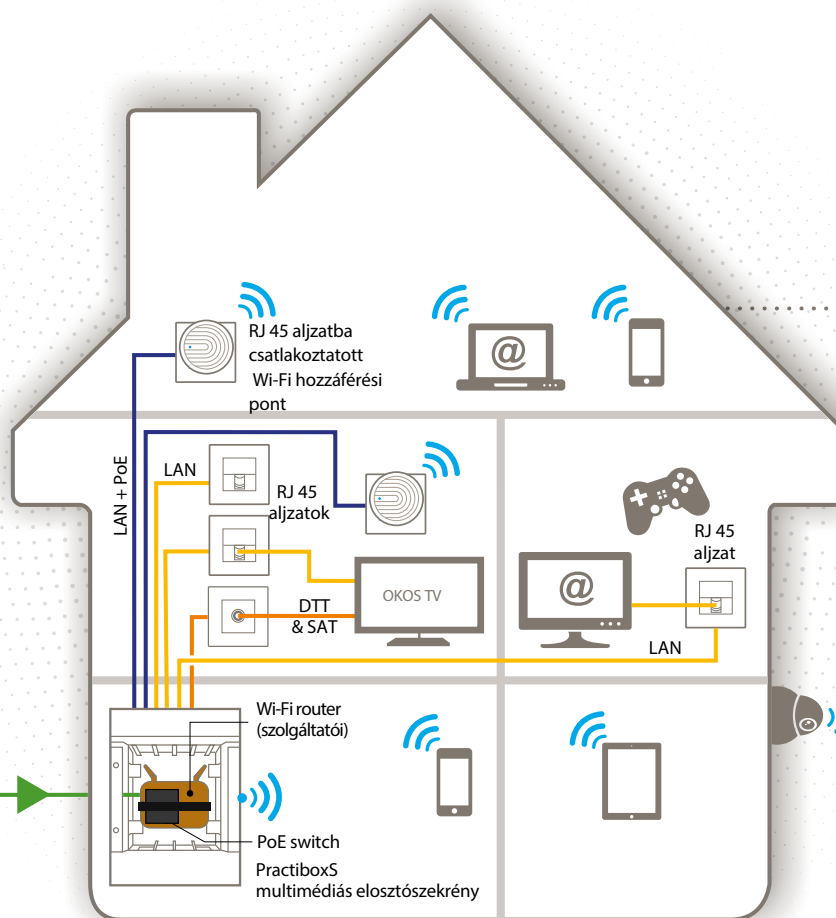 RJ 45 aljzatba
csatlakoztatott
Wi-Fi hozzáférési
pont
@
LAN + PoE
LAN
RJ 45
aljzatok
OKOS TV
DTT
& SAT
@
RJ 45
aljzat
LAN
Wi-Fi router
(szolgáltatói)
PoE switch
PractiboxS
multimédiás elosztószekrény